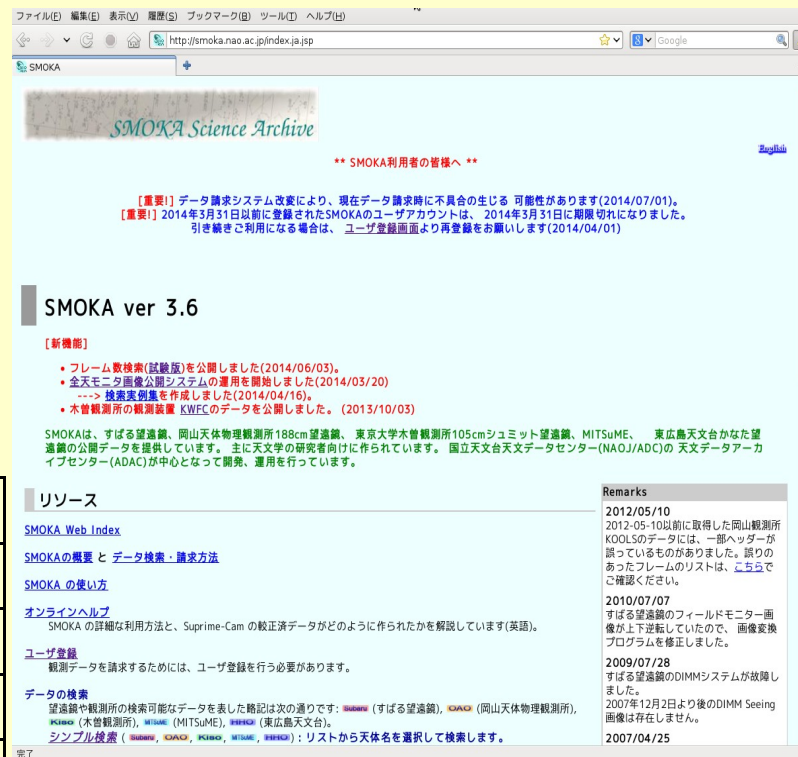 ファイル(F) 編集(E) 表示(V) 履歴(S) ブックマーク(B) ツール(T) ヘルプ(H)
http://smoka.nao.ac.jp/index.ja.jsp
Google
SMOKA
SMOKA Science Archive
English
** SMOKA利用者の皆様へ **
[重要!] データ請求システム改変により、現在データ請求時に不具合の生じる 可能性があります(2014/07/01)。
[重要!] 2014年3月31日以前に登録されたSMOKAのユーザアカウントは、 2014年3月31日に期限切れになりました。
引き続きご利用になる場合は、 ユーザ登録画面より再登録をお願いします(2014/04/01)
SMOKA ver 3.6
[新機能]
• フレーム数検索(試験版)を公開しました(2014/06/03)。
• 全天モニタ画像公開システムの運用を開始しました(2014/03/20)
---> 検索実例集を作成しました(2014/04/16)。
• 木曽観測所の観測装置 KWFCのデータを公開しました。 (2013/10/03)
SMOKAは、すばる望遠鏡、岡山天体物理観測所188cm望遠鏡、 東京大学木曽観測所105cmシュミット望遠鏡、MITSuME、 東広島天文台かなた望
遠鏡の公開データを提供しています。 主に天文学の研究者向けに作られています。 国立天文台天文データセンター(NAOJ/ADC)の 天文データアーカ
イブセンター(ADAC)が中心となって開発、運用を行っています。
リソース
SMOKA Web Index
SMOKAの概要 と データ検索・請求方法
SMOKA の使い方
オンラインヘルプ
SMOKA の詳細な利用方法と、Suprime-Cam の較正済データがどのように作られたかを解説しています(英語)。
ユーザ登録
観測データを請求するためには、ユーザ登録を行う必要があります。
データの検索
望遠鏡や観測所の検索可能なデータを表した略記は次の通りです: Subaru (すばる望遠鏡), OAO (岡山天体物理観測所),
Kiso (木曽観測所), MITSuME (MITSuME), HHO (東広島天文台)。
シンプル検索 ( Subaru, OAO, Kiso, MITSuME, HHO) : リストから天体名を選択して検索します。
Remarks
2012/05/10
2012-05-10以前に取得した岡山観測所
KOOLSのデータには、一部ヘッダーが
誤っているものがありました。誤りの
あったフレームのリストは、こちらで
ご確認ください。
2010/07/07
すばる望遠鏡のフィールドモニター画
像が上下逆転していたので、 画像変換
プログラムを修正しました。
2009/07/28
すばる望遠鏡のDIMMシステムが故障し
ました。
2007年12月2日より後のDIMM Seeing
画像は存在しません。
2007/04/25
完了